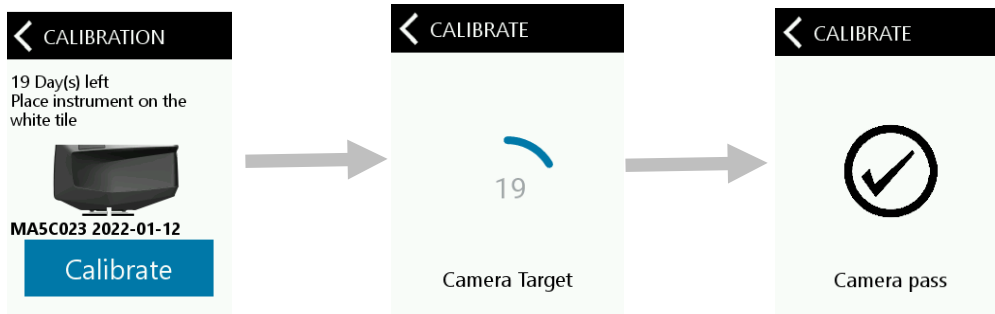 CALIBRATION
19 Day(s) left
Place instrument on the
white tile
MA5C023 2022-01-12
Calibrate
CALIBRATE
19
Camera Target
CALIBRATE
Camera pass